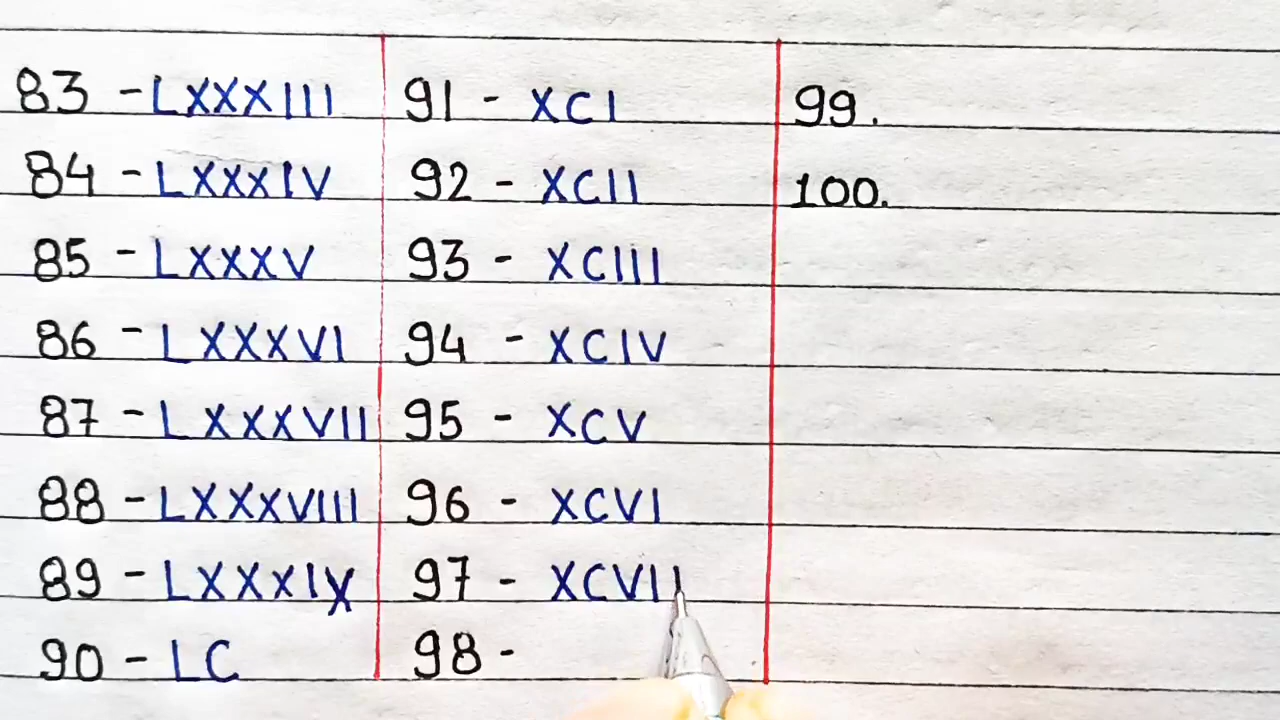 83 - LXXXIII
84 - LXXXIV
85 - LXXXV
86 - LXXXVI
87 - LXXXVII
88 - LXXXVIII
89 - LXXXIX
90 - LC
91 - XCI
92 - XCII
93 - XCIII
94 - XCIV
95 - XCV
96 - XCVI
97 - XCVII
98 -
99.
100.